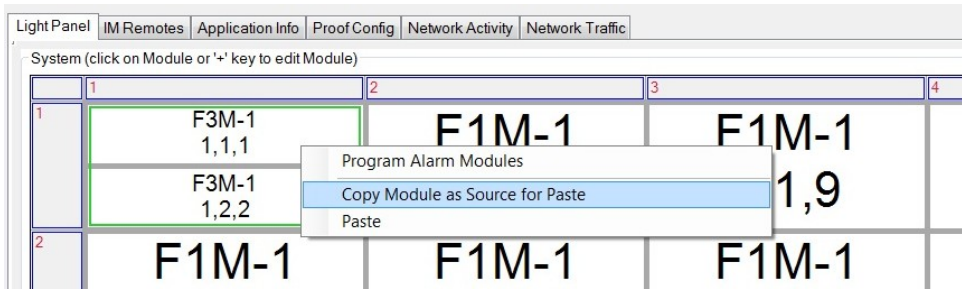 Light Panel IM Remotes Application Info Proof Config Network Activity Network Traffic
System (click on Module or '+' key to edit Module)
1 2 3 4
1
F3M-1
1,1,1
F3M-1
1,2,2
F1M-1
F1M-1
1,9
Program Alarm Modules
Copy Module as Source for Paste
Paste
2
F1M-1 F1M-1 F1M-1